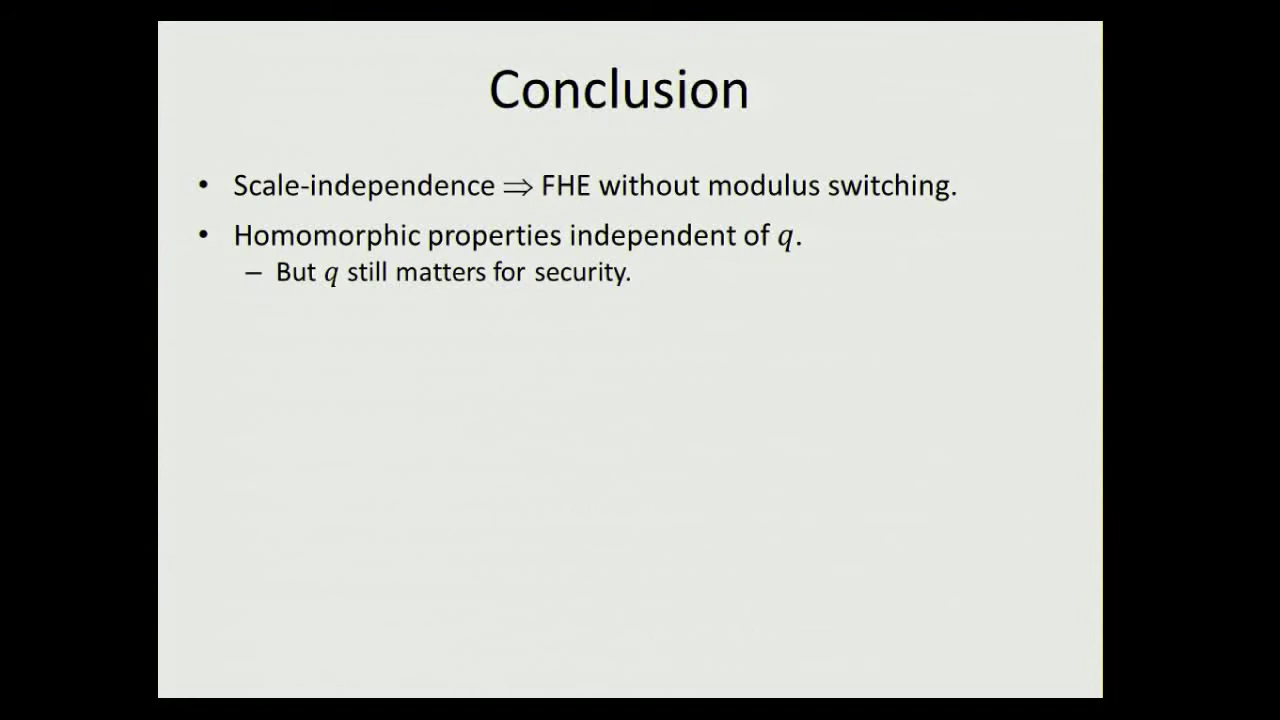 Conclusion
• Scale-independence ⇒ FHE without modulus switching.
• Homomorphic properties independent of q.
– But q still matters for security.